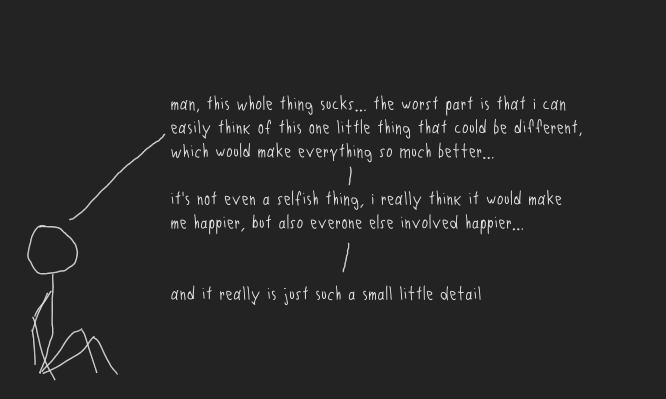 man, this whole thing sucks... the worst part is that i can
easily think of this one little thing that could be different,
which would make everything so much better...
it's not even a selfish thing, i really think it would make
me happier, but also everone else involved happier...
and it really is just such a small little detail